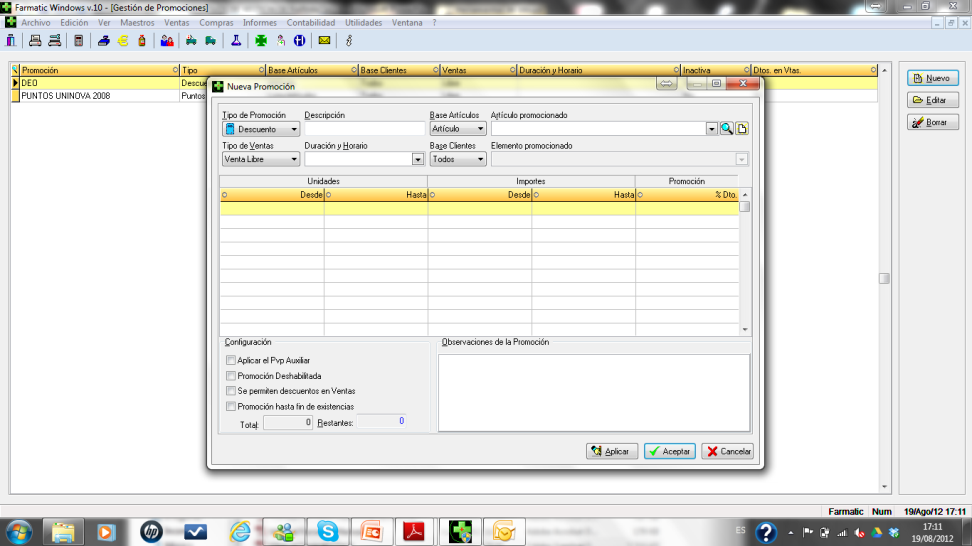 Farmatic Windows v.10 - [Gestión de Promociones]
Archivo Edición Ver Maestros Ventas Compras Informes Contabilidad Utilidades Ventana ?
Promoción Tipo Base Artículos Base Clientes Ventas Duración y Horario Inactiva Dtos. en Vtas.
DEO Descue
PUNTOS UNINOVA 2008 Puntos
Nuevo
Editar
Borrar
Nueva Promoción
Tipo de Promoción Descripción Base Artículos Artículo promocionado
Descuento Artículo
Tipo de Ventas Duración y Horario Base Clientes Elemento promocionado
Venta Libre Todos
Unidades Importes Promoción
Desde Hasta Desde Hasta % Dto.
Configuración Observaciones de la Promoción
Aplicar el Pvp Auxiliar
Promoción Deshabilitada
Se permiten descuentos en Ventas
Promoción hasta fin de existencias
Total: 0 Restantes: 0
Aplicar Aceptar Cancelar
Farmatic Num 19/Ago/12 17:11
ES 17:11
19/08/2012